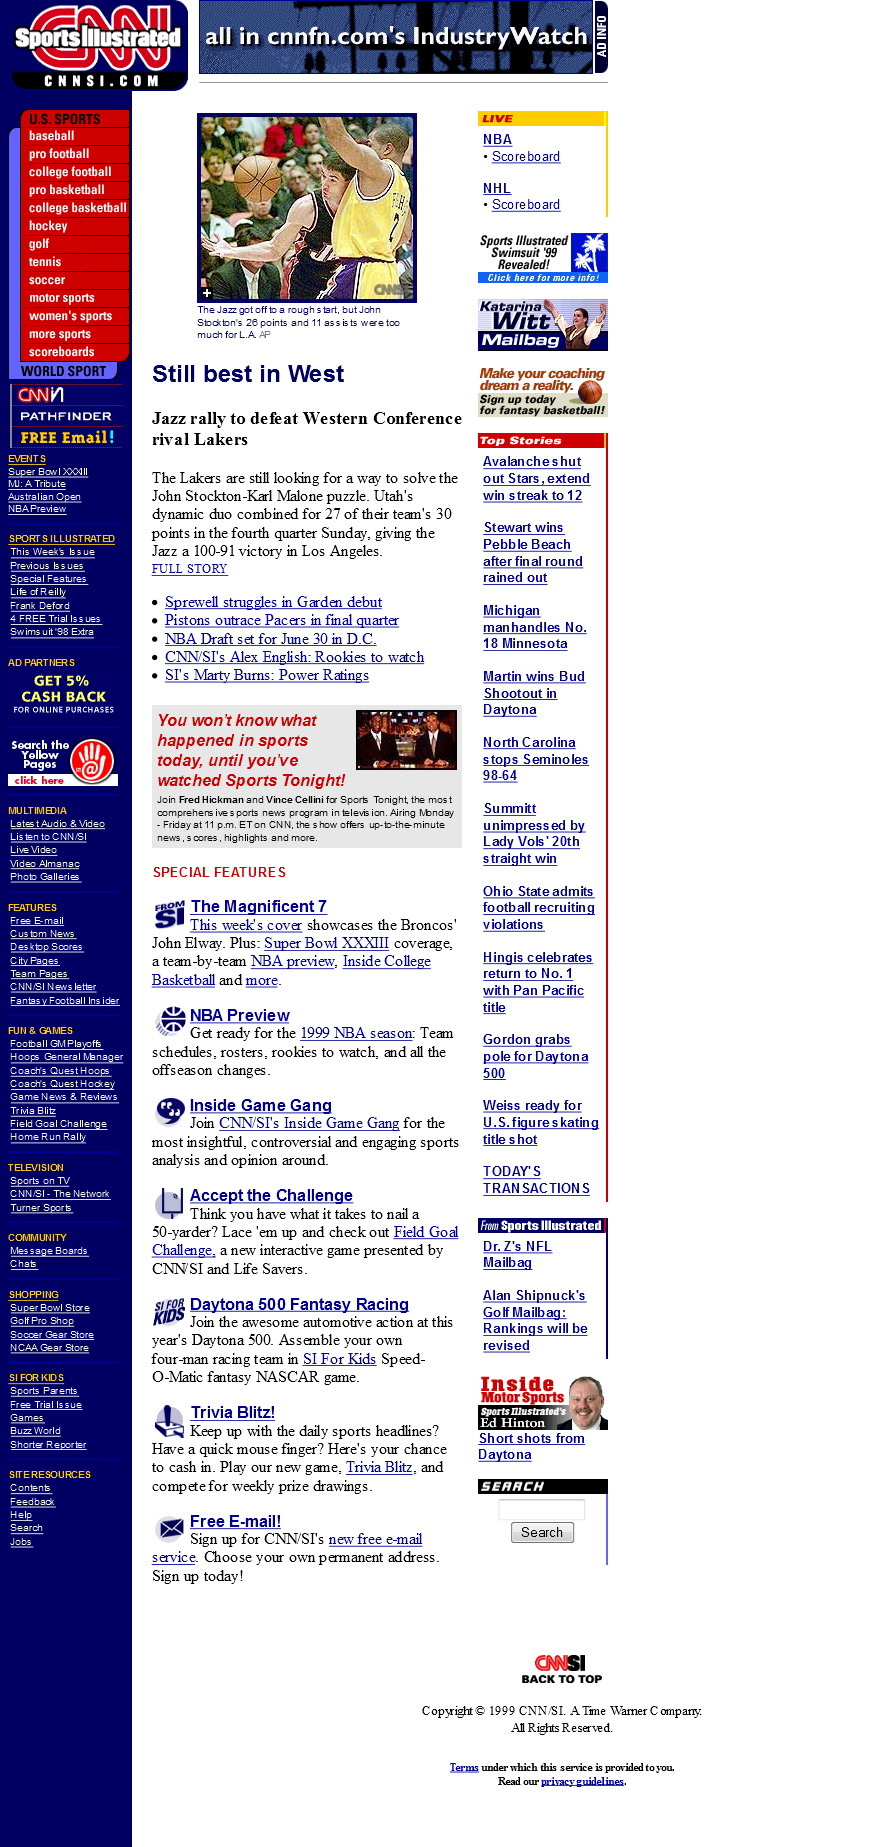 CNN
Sports Illustrated
CNNSI.COM
all in cnnfn.com's IndustryWatch
AD INFO
U.S. SPORTS
baseball
pro football
college football
pro basketball
college basketball
hockey
golf
tennis
soccer
motor sports
women's sports
more sports
scoreboards
WORLD SPORT
CNNin
PATHFINDER
FREE Email!
EVENTS
Super Bowl XXXIII
MJ: A Tribute
Australian Open
NBA Preview
SPORTS ILLUSTRATED
This Week's Issue
Previous Issues
Special Features
Life of Reilly
Frank Deford
4 FREE Trial Issues
Swimsuit '98 Extra
AD PARTNERS
GET 5%
CASH BACK
FOR ONLINE PURCHASES
Search the
Yellow
Pages
click here
MULTIMEDIA
Latest Audio & Video
Listen to CNN/SI
Live Video
Video Almanac
Photo Galleries
FEATURES
Free E-mail
Custom News
Desktop Scores
City Pages
Team Pages
CNN/SI Newsletter
Fantasy Football Insider
FUN & GAMES
Football GM Playoffs
Hoops General Manager
Coach's Quest Hoops
Coach's Quest Hockey
Game News & Reviews
Trivia Blitz
Field Goal Challenge
Home Run Rally
TELEVISION
Sports on TV
CNN/SI - The Network
Turner Sports
COMMUNITY
Message Boards
Chats
SHOPPING
Super Bowl Store
Golf Pro Shop
Soccer Gear Store
NCAA Gear Store
SI FOR KIDS
Sports Parents
Free Trial Issue
Games
Buzz World
Shorter Reporter
SITE RESOURCES
Contents
Feedback
Help
Search
Jobs
CNNSI
The Jazz got off to a rough start, but John
Stockton's 26 points and 11 assists were too
much for L.A. AP
Still best in West
Jazz rally to defeat Western Conference
rival Lakers
The Lakers are still looking for a way to solve the
John Stockton-Karl Malone puzzle. Utah's
dynamic duo combined for 27 of their team's 30
points in the fourth quarter Sunday, giving the
Jazz a 100-91 victory in Los Angeles.
FULL STORY
• Sprewell struggles in Garden debut
• Pistons outrace Pacers in final quarter
• NBA Draft set for June 30 in D.C.
• CNN/SI's Alex English: Rookies to watch
• SI's Marty Burns: Power Ratings
You won't know what
happened in sports
today, until you've
watched Sports Tonight!
Join Fred Hickman and Vince Cellini for Sports Tonight, the most
comprehensive sports news program in television. Airing Monday
- Friday at 11 p.m. ET on CNN, the show offers up-to-the-minute
news, scores, highlights and more.
SPECIAL FEATURES
FROM
SI
The Magnificent 7
This week's cover showcases the Broncos'
John Elway. Plus: Super Bowl XXXIII coverage,
a team-by-team NBA preview, Inside College
Basketball and more.
NBA Preview
Get ready for the 1999 NBA season: Team
schedules, rosters, rookies to watch, and all the
offseason changes.
Inside Game Gang
Join CNN/SI's Inside Game Gang for the
most insightful, controversial and engaging sports
analysis and opinion around.
Accept the Challenge
Think you have what it takes to nail a
50-yarder? Lace 'em up and check out Field Goal
Challenge, a new interactive game presented by
CNN/SI and Life Savers.
SI FOR
KIDS
Daytona 500 Fantasy Racing
Join the awesome automotive action at this
year's Daytona 500. Assemble your own
four-man racing team in SI For Kids Speed-
O-Matic fantasy NASCAR game.
Trivia Blitz!
Keep up with the daily sports headlines?
Have a quick mouse finger? Here's your chance
to cash in. Play our new game, Trivia Blitz, and
compete for weekly prize drawings.
Free E-mail!
Sign up for CNN/SI's new free e-mail
service. Choose your own permanent address.
Sign up today!
LIVE
NBA
• Scoreboard
NHL
• Scoreboard
Sports Illustrated
Swimsuit '99
Revealed!
Click here for more info!
Katarina
Witt
Mailbag
Make your coaching
dream a reality.
Sign up today
for fantasy basketball!
Top Stories
Avalanche shut
out Stars, extend
win streak to 12
Stewart wins
Pebble Beach
after final round
rained out
Michigan
manhandles No.
18 Minnesota
Martin wins Bud
Shootout in
Daytona
North Carolina
stops Seminoles
98-64
Summitt
unimpressed by
Lady Vols' 20th
straight win
Ohio State admits
football recruiting
violations
Hingis celebrates
return to No. 1
with Pan Pacific
title
Gordon grabs
pole for Daytona
500
Weiss ready for
U.S. figure skating
title shot
TODAY'S
TRANSACTIONS
From Sports Illustrated
Dr. Z's NFL
Mailbag
Alan Shipnuck's
Golf Mailbag:
Rankings will be
revised
Inside
Motor Sports
Sports Illustrated's
Ed Hinton
Short shots from
Daytona
SEARCH
Search
CNNSI
BACK TO TOP
Copyright © 1999 CNN/SI. A Time Warner Company.
All Rights Reserved.
Terms under which this service is provided to you.
Read our privacy guidelines.